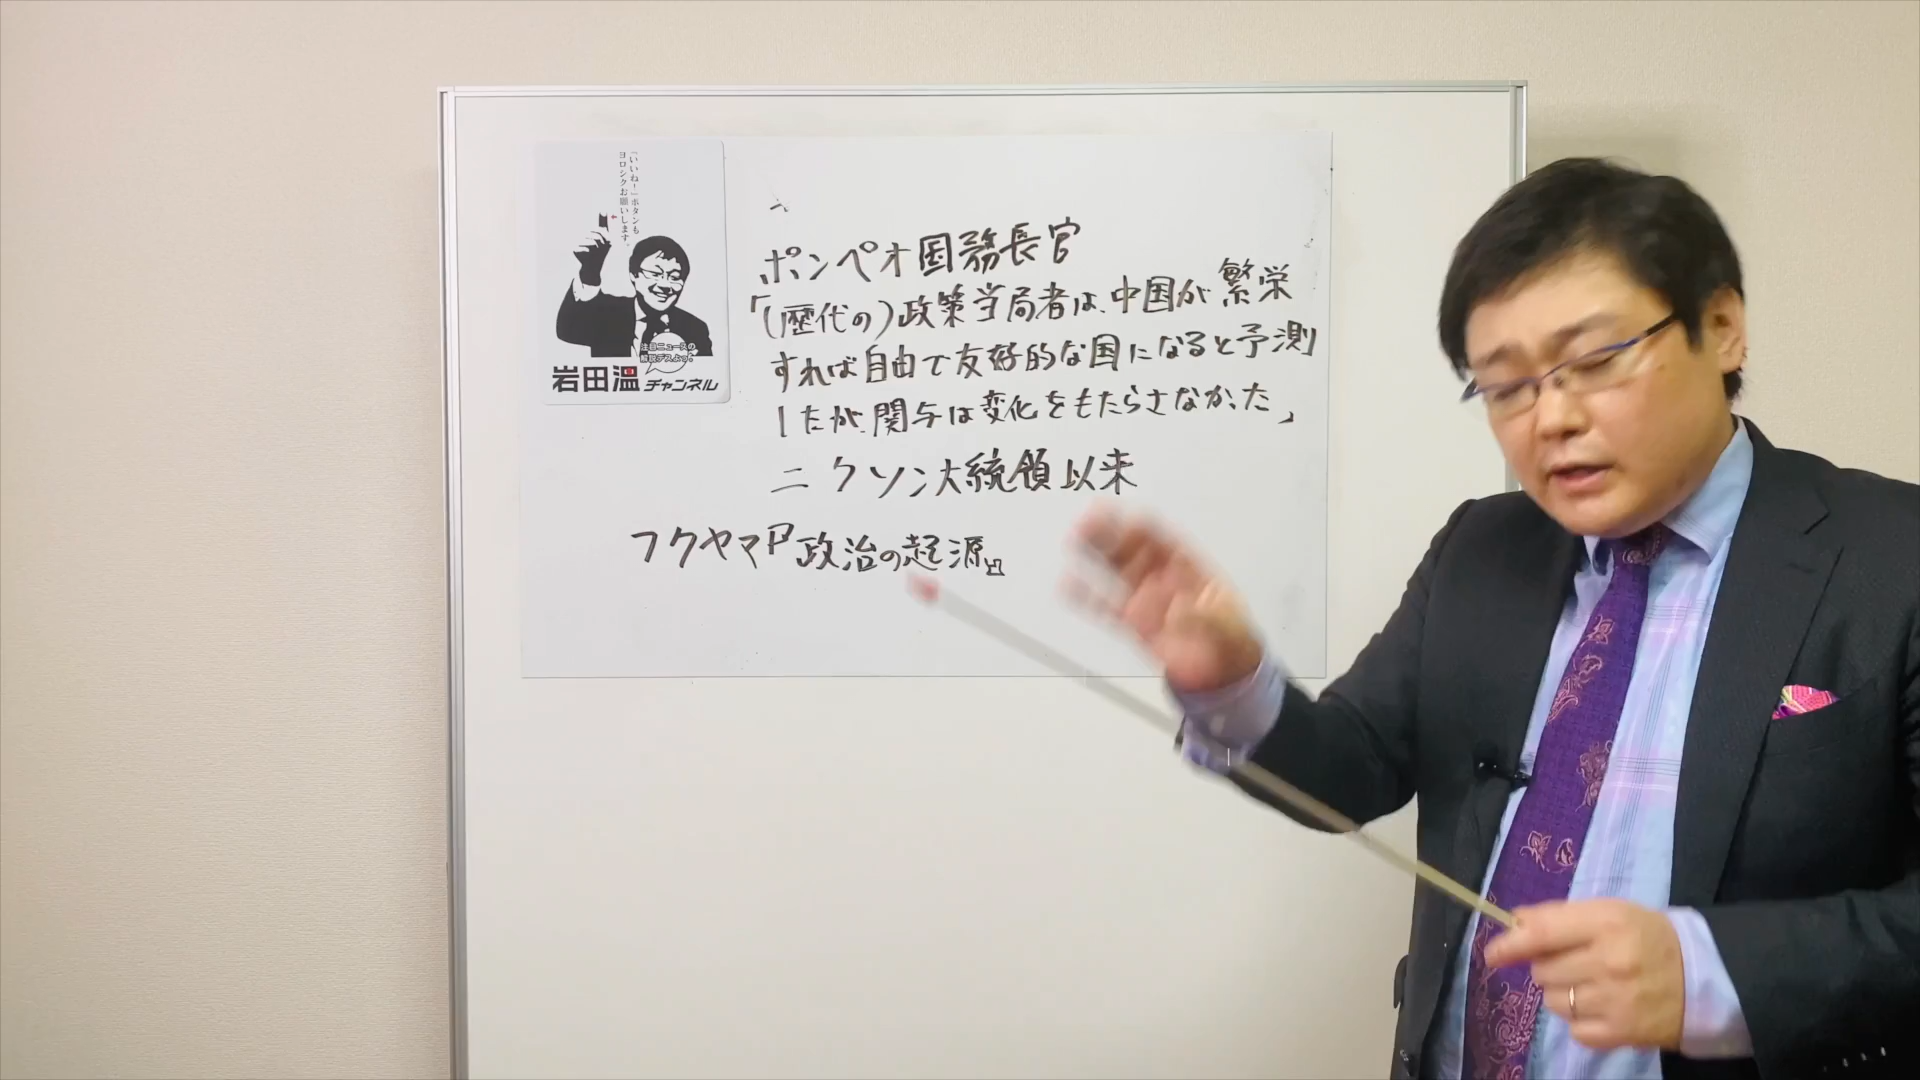 「いいね！」ボタンも
ヨロシクお願いします。
注目ニュースの
解説デスよっ。
岩田温チャンネル
ポンペオ国務長官
「(歴代の)政策当局者は、中国が繁栄
すれば自由で友好的な国になると予測
したが、関与は変化をもたらさなかった」
ニクソン大統領以来
フクヤマ『政治の起源』